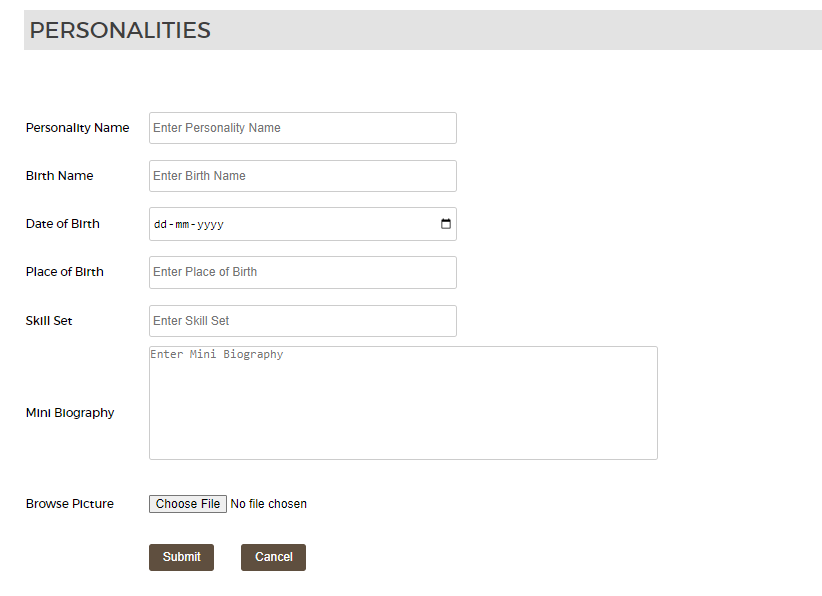 PERSONALITIES
Personality Name Enter Personality Name
Birth Name Enter Birth Name
Date of Birth dd-mm-yyyy
Place of Birth Enter Place of Birth
Skill Set Enter Skill Set
Enter Mini Biography
Mini Biography
Browse Picture Choose File No file chosen
Submit Cancel